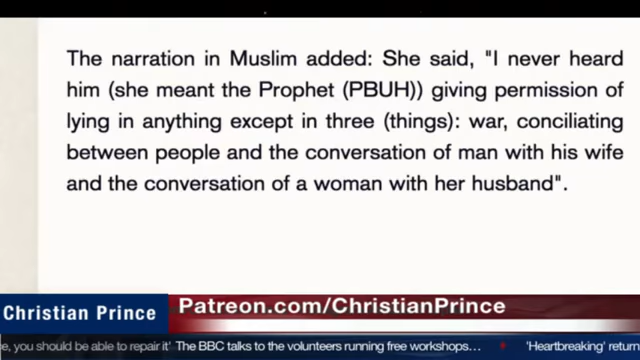 The narration in Muslim added: She said, "I never heard
him (she meant the Prophet (PBUH)) giving permission of
lying in anything except in three (things): war, conciliating
between people and the conversation of man with his wife
and the conversation of a woman with her husband".
Christian Prince
Patreon.com/ChristianPrince
e, you should be able to repair it' The BBC talks to the volunteers running free workshops... 'Heartbreaking' return